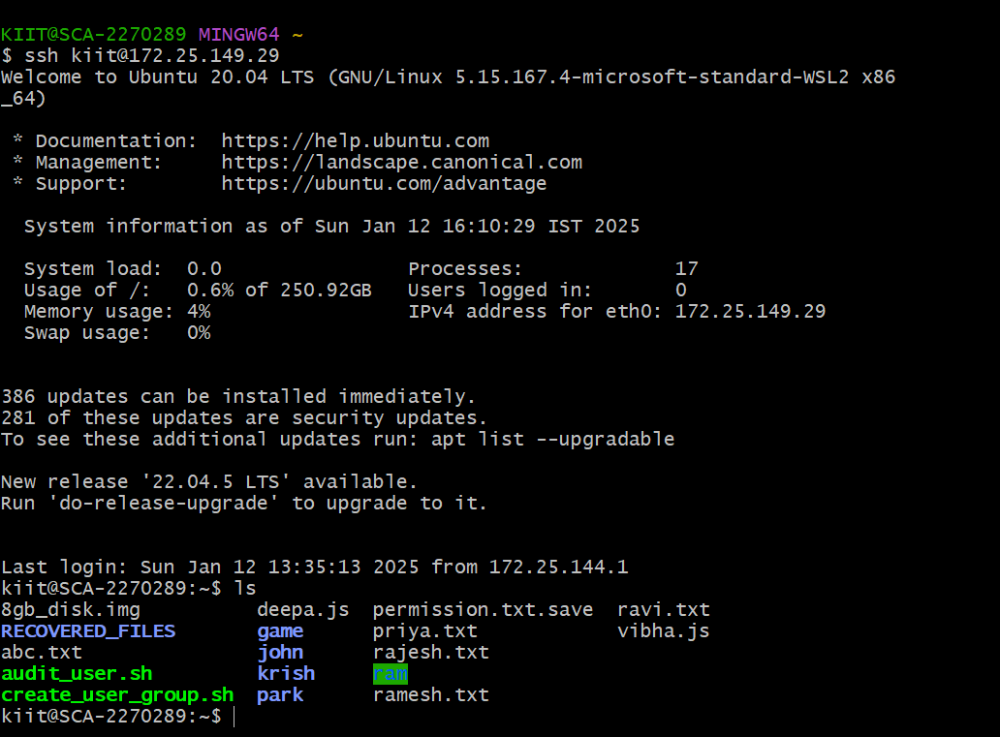 KIIT@SCA-2270289 MINGW64 ~
$ ssh kiit@172.25.149.29
Welcome to Ubuntu 20.04 LTS (GNU/Linux 5.15.167.4-microsoft-standard-WSL2 x86
_64)

 * Documentation:  https://help.ubuntu.com
 * Management:     https://landscape.canonical.com
 * Support:        https://ubuntu.com/advantage

  System information as of Sun Jan 12 16:10:29 IST 2025

  System load:  0.0                Processes:             17
  Usage of /:   0.6% of 250.92GB   Users logged in:       0
  Memory usage: 4%                 IPv4 address for eth0: 172.25.149.29
  Swap usage:   0%


386 updates can be installed immediately.
281 of these updates are security updates.
To see these additional updates run: apt list --upgradable

New release '22.04.5 LTS' available.
Run 'do-release-upgrade' to upgrade to it.


Last login: Sun Jan 12 13:35:13 2025 from 172.25.144.1
kiit@SCA-2270289:~$ ls
8gb_disk.img          deepa.js  permission.txt.save  ravi.txt
RECOVERED_FILES       game      priya.txt            vibha.js
abc.txt               john      rajesh.txt
audit_user.sh         krish     ram
create_user_group.sh  park      ramesh.txt
kiit@SCA-2270289:~$